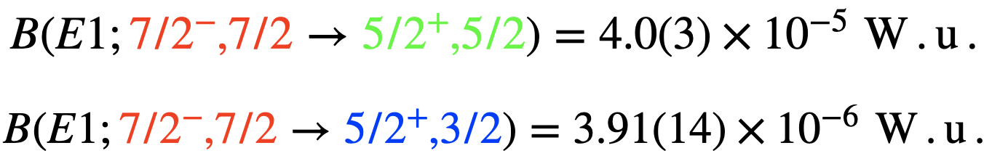 B(E1; 7/2⁻,7/2 → 5/2⁺,5/2) = 4.0(3) × 10⁻⁵ W.u.
B(E1; 7/2⁻,7/2 → 5/2⁺,3/2) = 3.91(14) × 10⁻⁶ W.u.